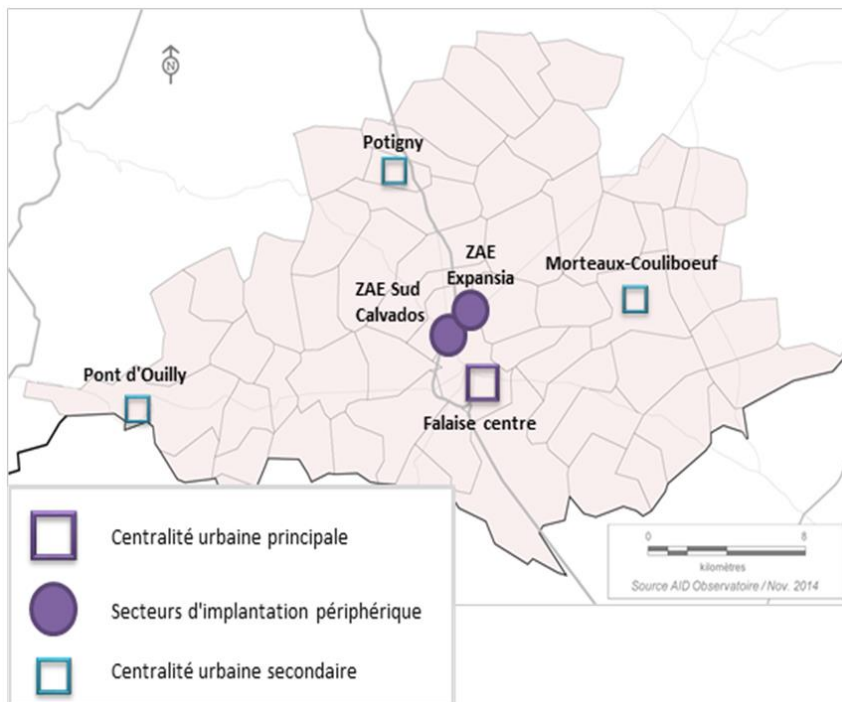 N
Potigny
ZAE
Expansia
Morteaux-Couliboeuf
ZAE Sud
Calvados
Pont d'Ouilly
Falaise centre
Centralité urbaine principale
Secteurs d'implantation périphérique
Centralité urbaine secondaire
0 8
kilomètres
Source AID Observatoire / Nov. 2014